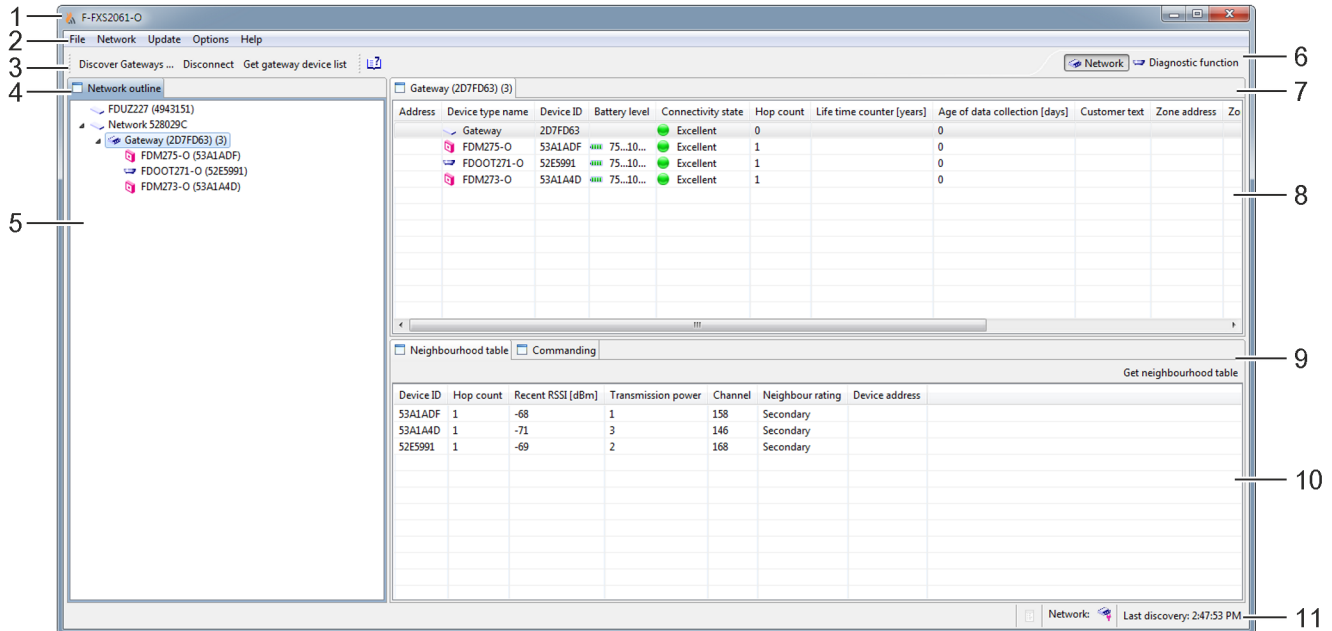 1 F-FXS2061-O
2 File Network Update Options Help
3 Discover Gateways ... Disconnect Get gateway device list Network Diagnostic function 6
4 Network outline Gateway (2D7FD63) (3) 7
FDUZ227 (4943151)
Network 528029C
Gateway (2D7FD63) (3)
FDM275-O (53A1ADF)
FDOOT271-O (52E5991)
FDM273-O (53A1A4D)
5
Address Device type name Device ID Battery level Connectivity state Hop count Life time counter [years] Age of data collection [days] Customer text Zone address Zo
Gateway 2D7FD63 Excellent 0 0
FDM275-O 53A1ADF 75...10... Excellent 1 0
FDOOT271-O 52E5991 75...10... Excellent 1 0
FDM273-O 53A1A4D 75...10... Excellent 1 0
8
Neighbourhood table Commanding 9
Get neighbourhood table
Device ID Hop count Recent RSSI [dBm] Transmission power Channel Neighbour rating Device address
53A1ADF 1 -68 1 158 Secondary
53A1A4D 1 -71 3 146 Secondary
52E5991 1 -69 2 168 Secondary
10
Network: Last discovery: 2:47:53 PM 11